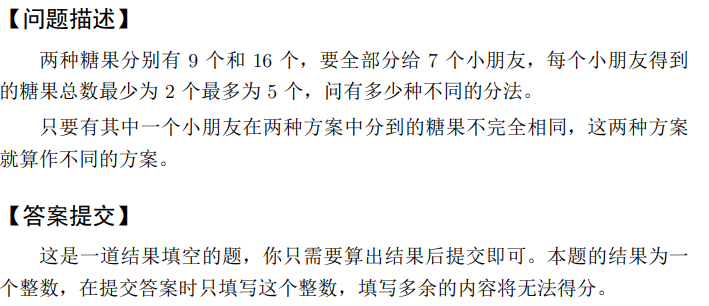 【问题描述】
两种糖果分别有 9 个和 16 个，要全部分给 7 个小朋友，每个小朋友得到
的糖果总数最少为 2 个最多为 5 个，问有多少种不同的分法。
只要有其中一个小朋友在两种方案中分到的糖果不完全相同，这两种方案
就算作不同的方案。
【答案提交】
这是一道结果填空的题，你只需要算出结果后提交即可。本题的结果为一
个整数，在提交答案时只填写这个整数，填写多余的内容将无法得分。